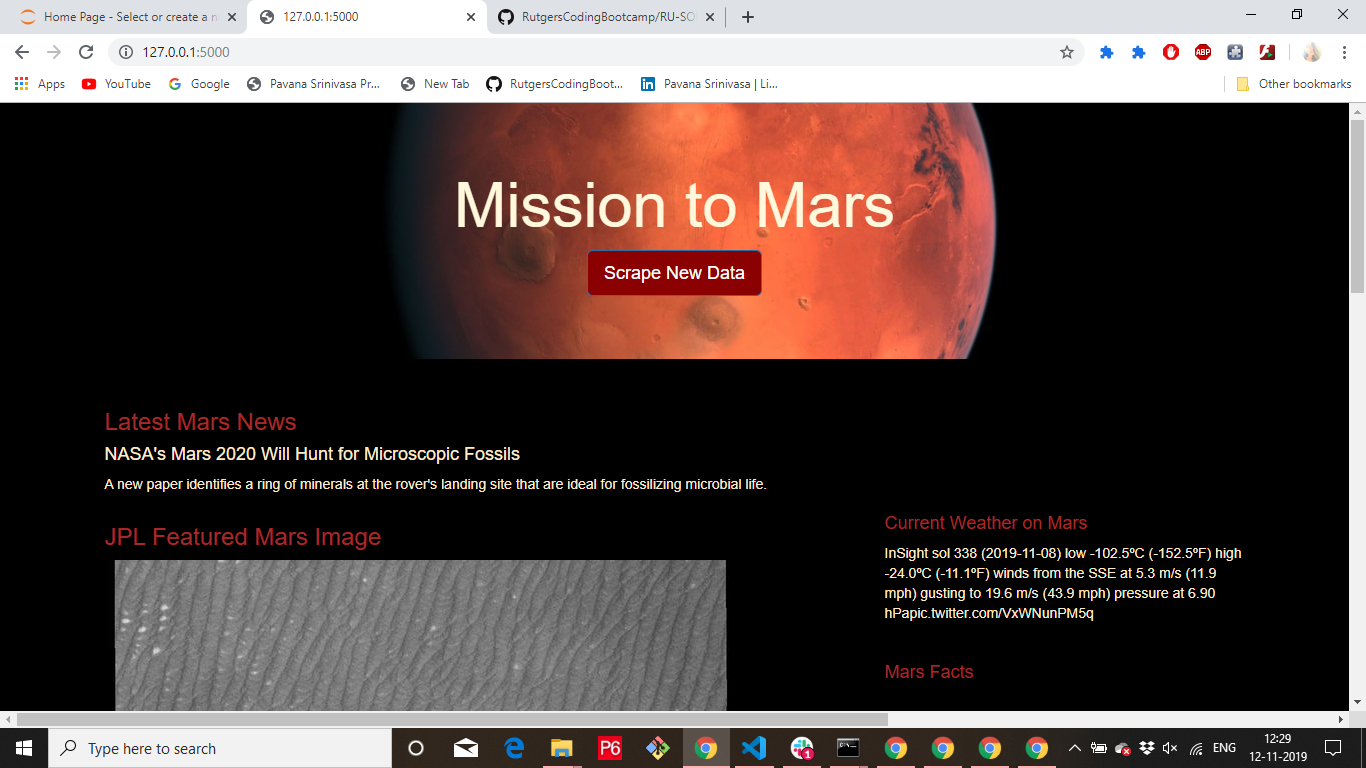 Home Page - Select or create a n
127.0.0.1:5000
RutgersCodingBootcamp/RU-SO
127.0.0.1:5000
ABP
Apps
YouTube
Google
Pavana Srinivasa Pr...
New Tab
RutgersCodingBoot...
Pavana Srinivasa | Li...
Other bookmarks
Mission to Mars
Scrape New Data
Latest Mars News
NASA's Mars 2020 Will Hunt for Microscopic Fossils
A new paper identifies a ring of minerals at the rover's landing site that are ideal for fossilizing microbial life.
JPL Featured Mars Image
Current Weather on Mars
InSight sol 338 (2019-11-08) low -102.5ºC (-152.5ºF) high
-24.0ºC (-11.1ºF) winds from the SSE at 5.3 m/s (11.9
mph) gusting to 19.6 m/s (43.9 mph) pressure at 6.90
hPapic.twitter.com/VxWNunPM5q
Mars Facts
Type here to search
P6
1
ENG
12:29
12-11-2019